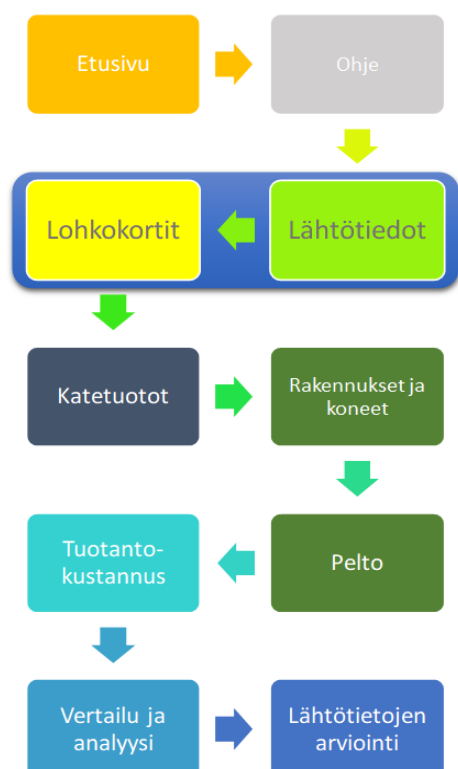 Etusivu
Ohje
Lohkokortit
Lähtötiedot
Katetuotot
Rakennukset ja
koneet
Tuotanto-
kustannus
Pelto
Vertailu ja
analyysi
Lähtötietojen
arviointi